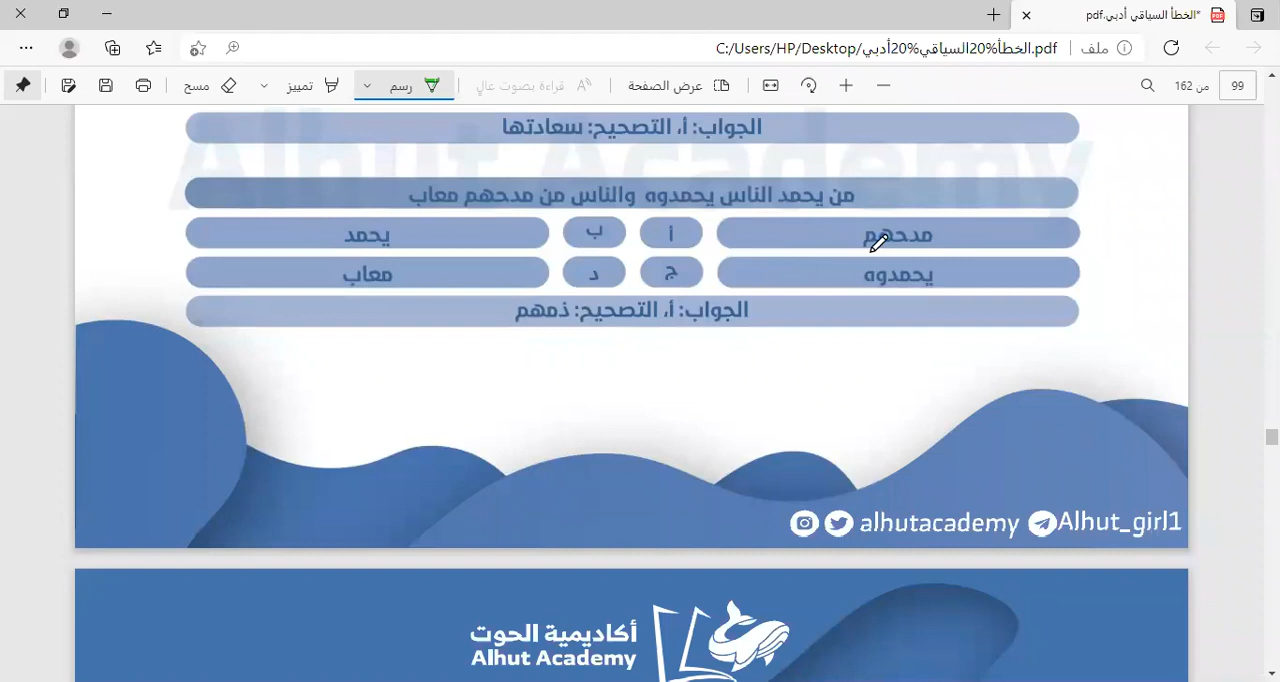 *الخطأ السياقي أدبي.pdf
ملف
C:/Users/HP/Desktop/الخطأ%20السياقي%20أدبي.pdf
99
من 162
عرض الصفحة
قراءة بصوت عالٍ
رسم
تمييز
مسح
Alhut Academy
الجواب: أ، التصحيح: سعادتها
من يحمد الناس يحمدوه والناس من مدحهم معاب
مدحهم
أ
ب
يحمد
يحمدوه
ج
د
معاب
الجواب: أ، التصحيح: ذمهم
alhutacademy
Alhut_girl1
أكاديمية الحوت
Alhut Academy